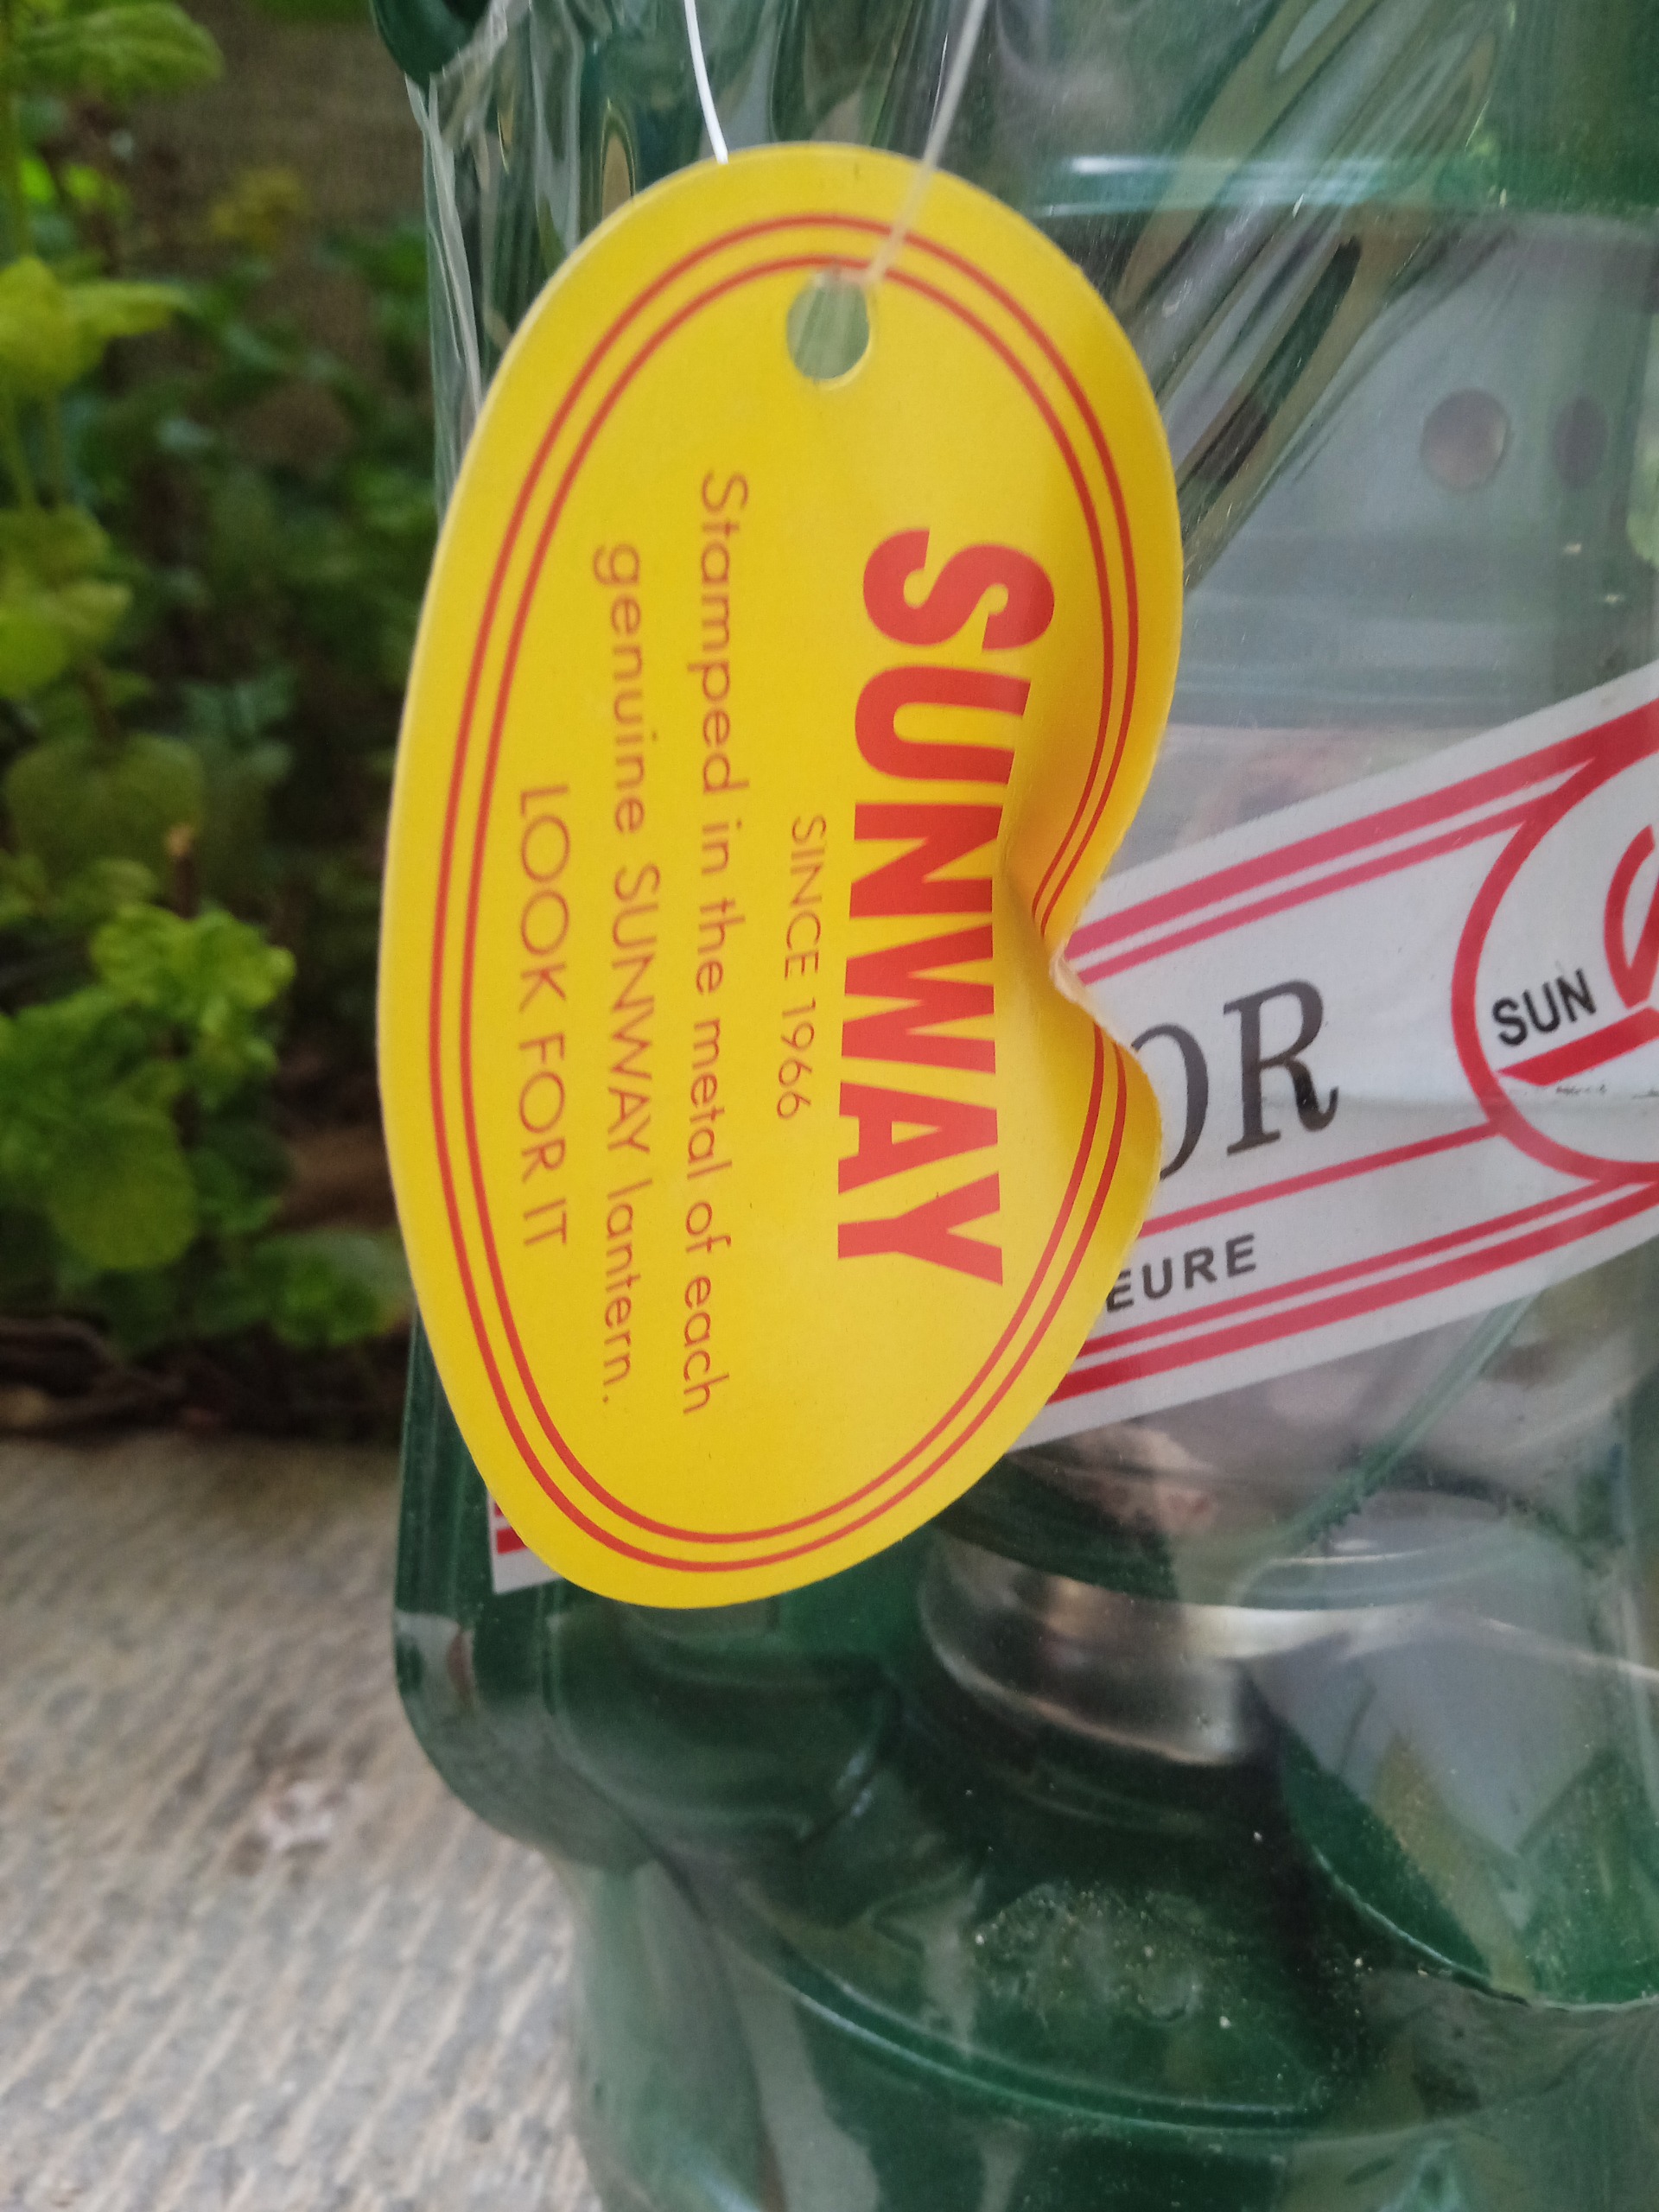 SUNWAY
SINCE 1966
Stamped in the metal of each
genuine SUNWAY lantern.
LOOK FOR IT
OR
EURE
SUN